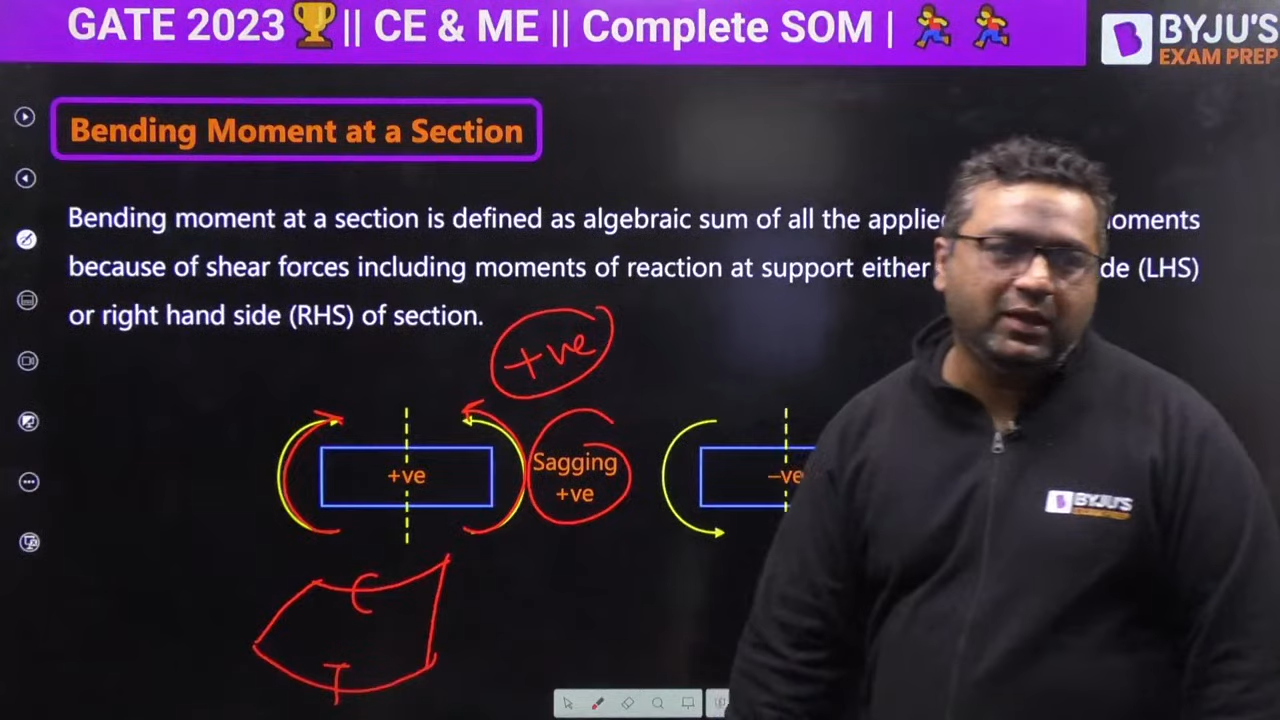 GATE 2023🏆|| CE & ME || Complete SOM | 🏃 🏃
BYJU'S
EXAM PREP
Bending Moment at a Section
Bending moment at a section is defined as algebraic sum of all the applie oments
because of shear forces including moments of reaction at support either de (LHS)
or right hand side (RHS) of section.
+ve
+ve
Sagging
+ve
–ve
BYJU'S
EXAM PREP
C
T